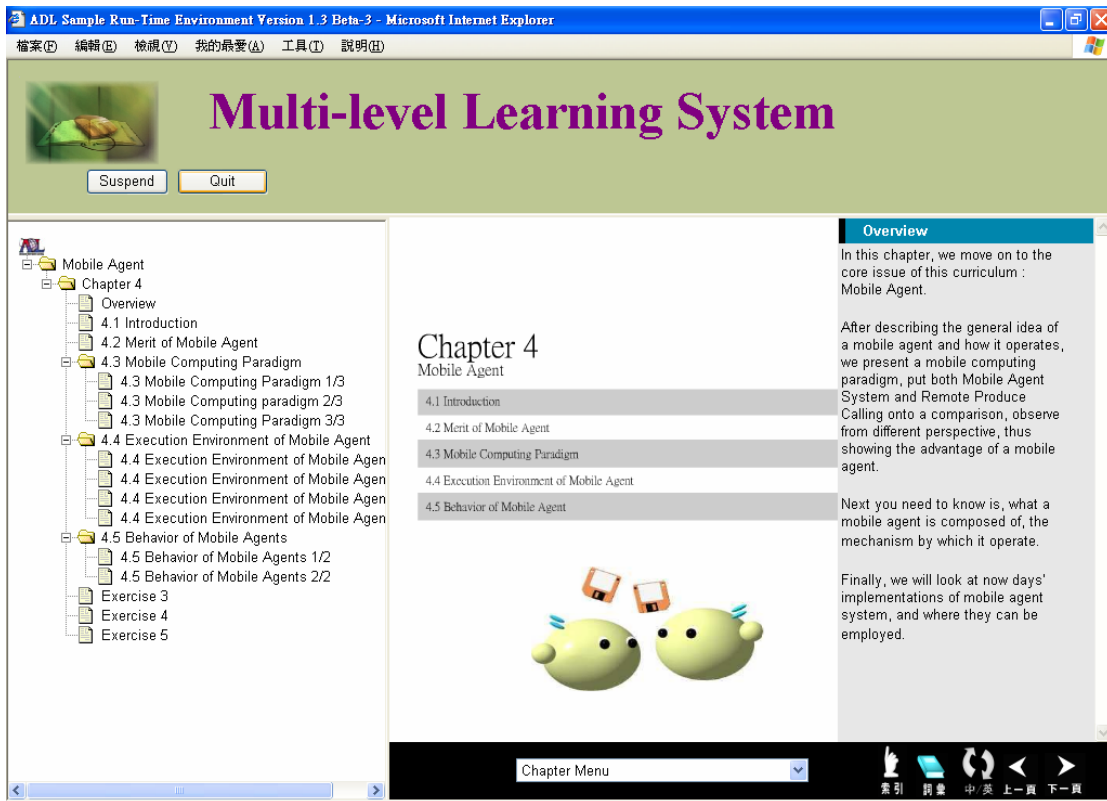 ADL Sample Run-Time Environment Version 1.3 Beta-3 - Microsoft Internet Explorer
檔案(F) 編輯(E) 檢視(V) 我的最愛(A) 工具(T) 說明(H)
Multi-level Learning System
Suspend Quit
ADL
Mobile Agent
Chapter 4
Overview
4.1 Introduction
4.2 Merit of Mobile Agent
4.3 Mobile Computing Paradigm
4.3 Mobile Computing Paradigm 1/3
4.3 Mobile Computing paradigm 2/3
4.3 Mobile Computing Paradigm 3/3
4.4 Execution Environment of Mobile Agent
4.4 Execution Environment of Mobile Agen
4.4 Execution Environment of Mobile Agen
4.4 Execution Environment of Mobile Agen
4.4 Execution Environment of Mobile Agen
4.5 Behavior of Mobile Agents
4.5 Behavior of Mobile Agents 1/2
4.5 Behavior of Mobile Agents 2/2
Exercise 3
Exercise 4
Exercise 5
Chapter 4
Mobile Agent
4.1 Introduction
4.2 Merit of Mobile Agent
4.3 Mobile Computing Paradigm
4.4 Execution Environment of Mobile Agent
4.5 Behavior of Mobile Agent
Overview
In this chapter, we move on to the
core issue of this curriculum :
Mobile Agent.
After describing the general idea of
a mobile agent and how it operates,
we present a mobile computing
paradigm, put both Mobile Agent
System and Remote Produce
Calling onto a comparison, observe
from different perspective, thus
showing the advantage of a mobile
agent.
Next you need to know is, what a
mobile agent is composed of, the
mechanism by which it operate.
Finally, we will look at now days'
implementations of mobile agent
system, and where they can be
employed.
Chapter Menu
索引 詞彙 中/英 上一頁 下一頁